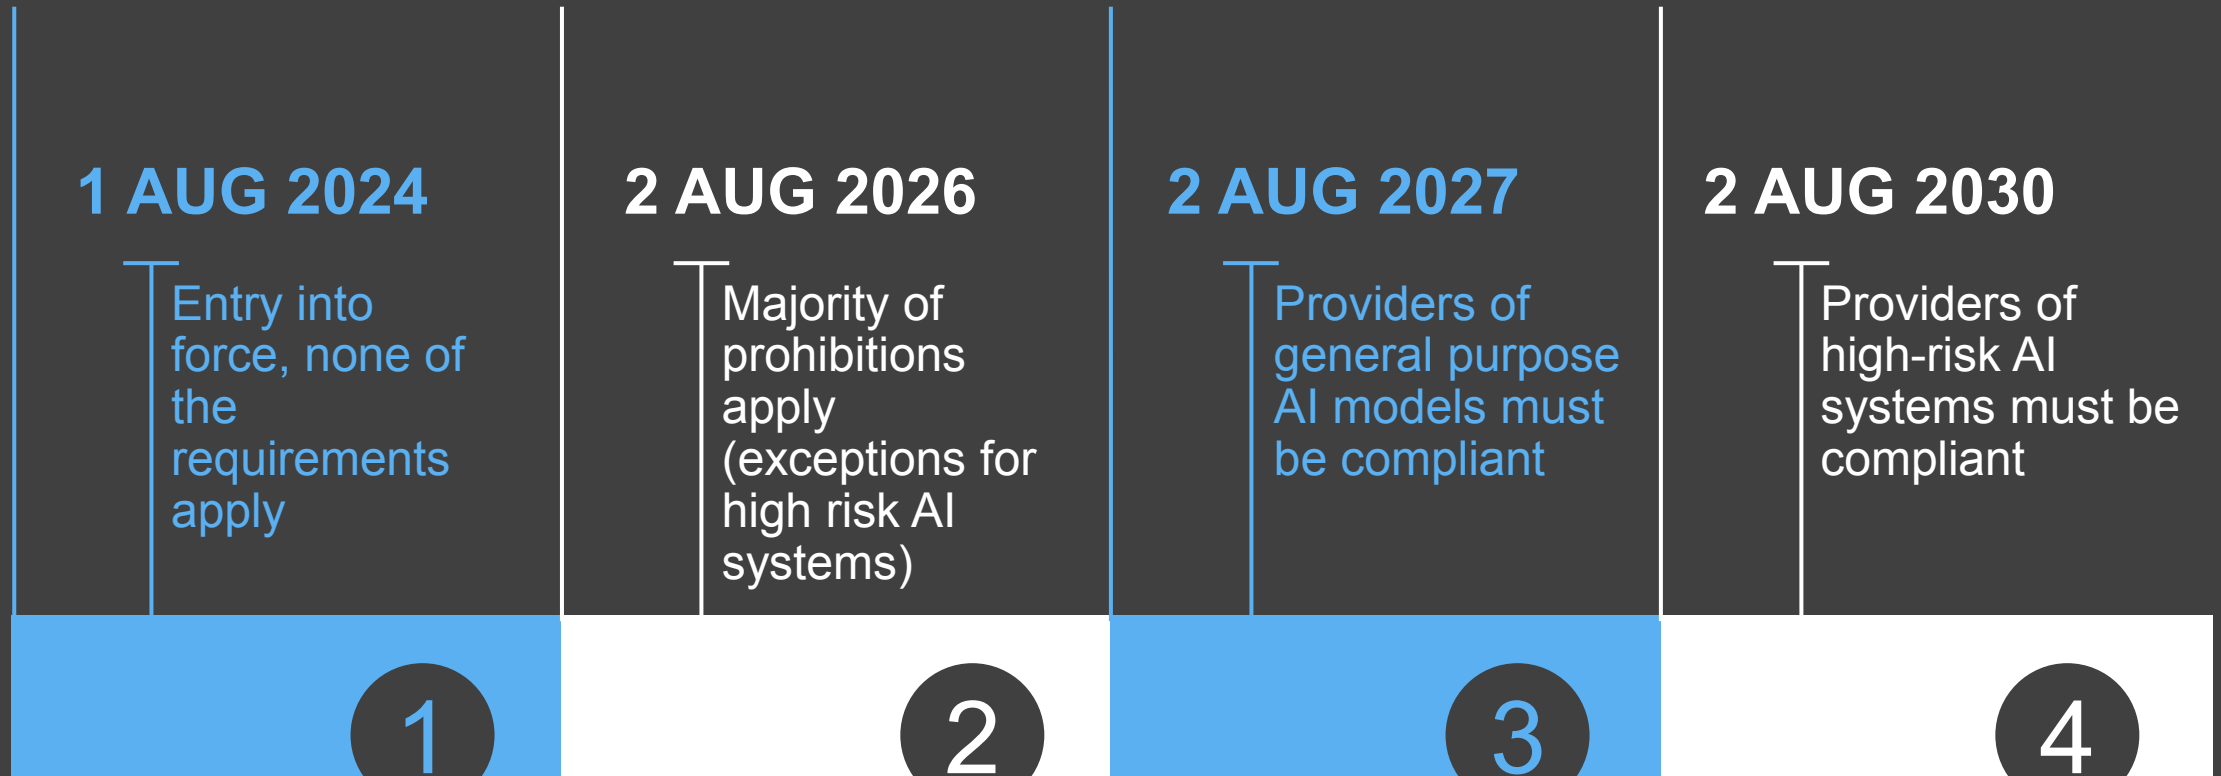 1 AUG 2024
Entry into
force, none of
the
requirements
apply
1
2 AUG 2026
Majority of
prohibitions
apply
(exceptions for
high risk AI
systems)
2
2 AUG 2027
Providers of
general purpose
AI models must
be compliant
3
2 AUG 2030
Providers of
high-risk AI
systems must be
compliant
4